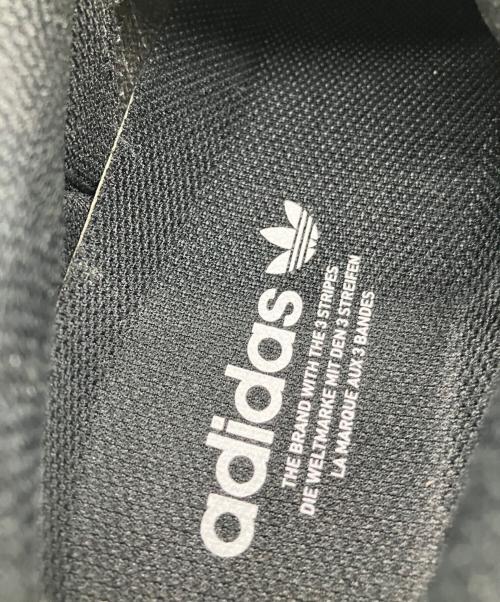 adidas
THE BRAND WITH THE 3 STRIPES
DIE WELTMARKE MIT DEN 3 STREIFEN
LA MARQUE AUX 3 BANDES